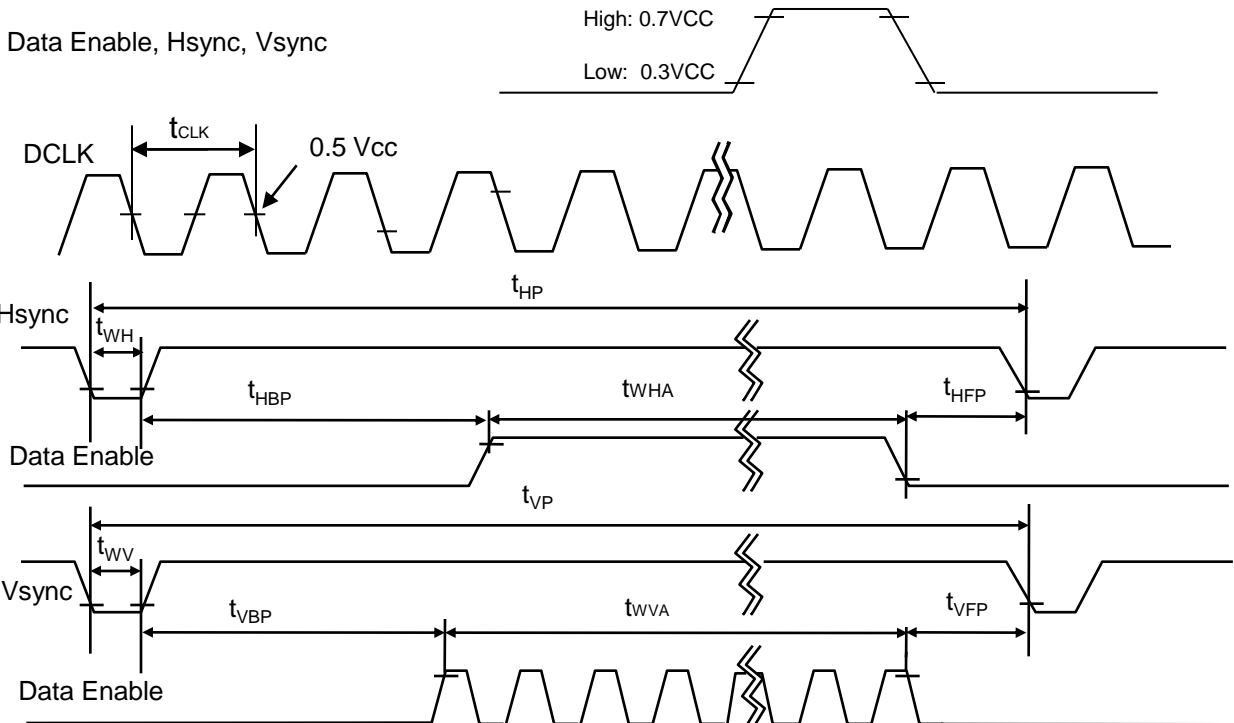 High: 0.7VCC
Data Enable, Hsync, Vsync
Low: 0.3VCC
tCLK
DCLK
0.5 Vcc
tHP
Hsync
tWH
tHBP
tWHA
tHFP
Data Enable
tVP
tWV
Vsync
tVBP
tWVA
tVFP
Data Enable